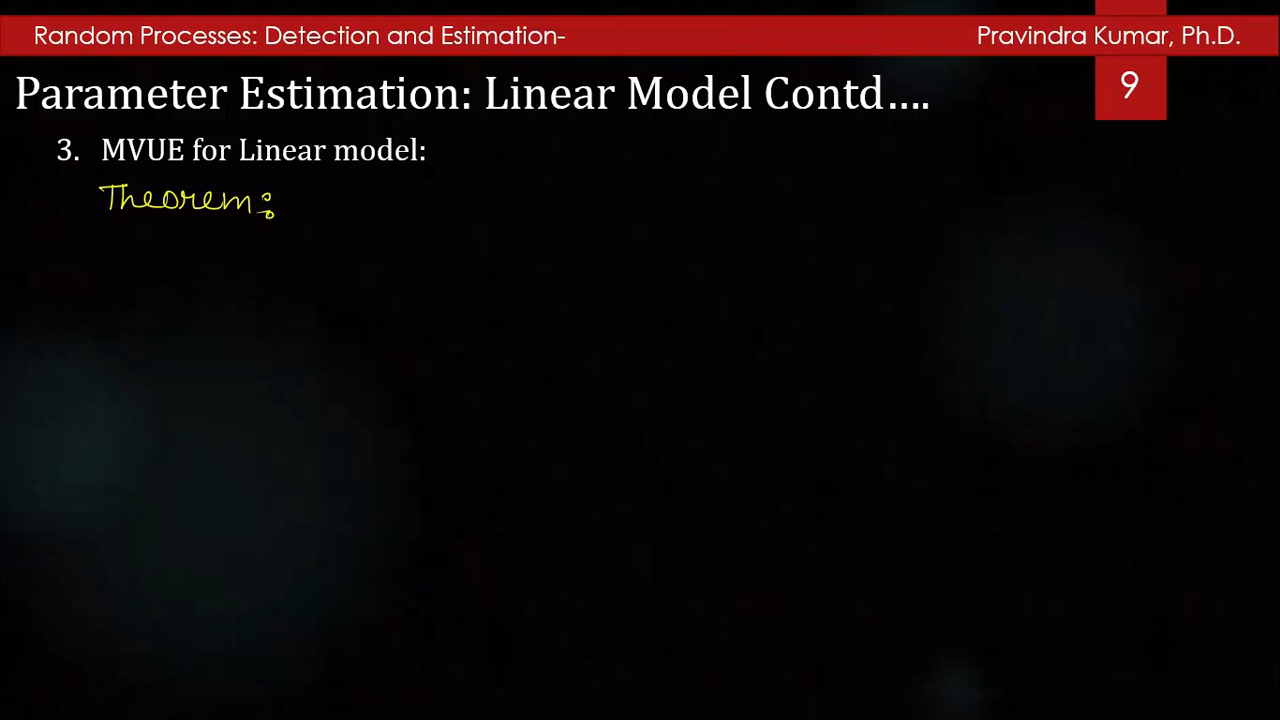 Random Processes: Detection and Estimation-
Pravindra Kumar, Ph.D.
Parameter Estimation: Linear Model Contd….
9
3. MVUE for Linear model:
Theorem: